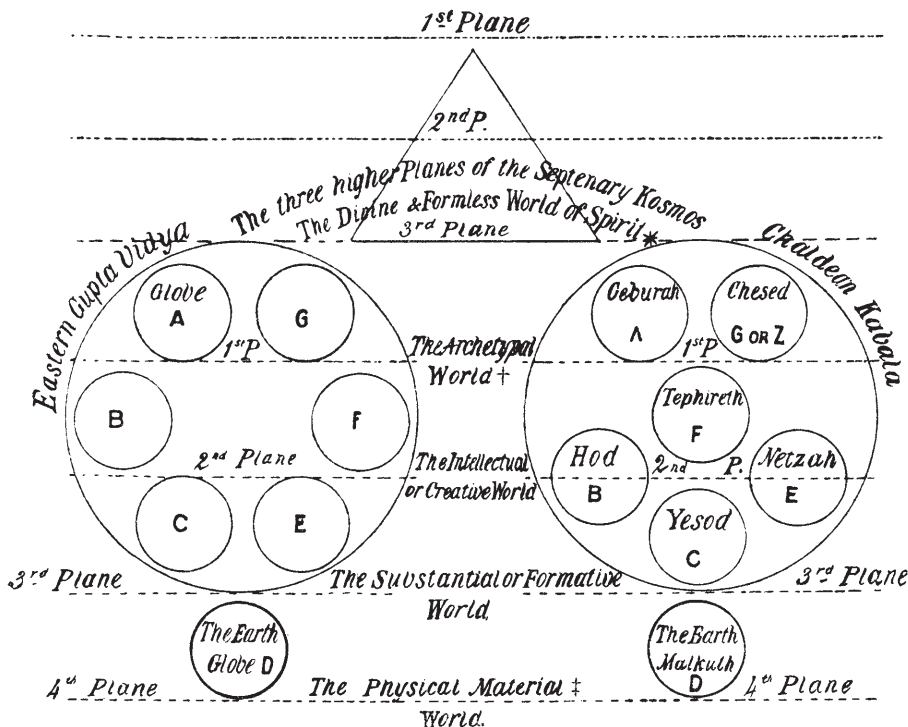 1st Plane
2nd P.
The three higher Planes of the Septenary Kosmos
The Divine & Formless World of Spirit*
3rd Plane
Eastern Gupta Vidya
Chaldean Kabala
Globe
A
G
1st P
The Archetypal
World †
Geburah
A
Chesed
G OR Z
1st P
B
F
2nd Plane
The Intellectual
or Creative World
Tephireth
F
Hod
B
2nd P.
Netzah
E
C
E
Yesod
C
3rd Plane
The Substantial or Formative
World.
3rd Plane
The Earth
Globe D
The Earth
Malkuth
D
4th Plane
The Physical Material ‡
World.
4th Plane